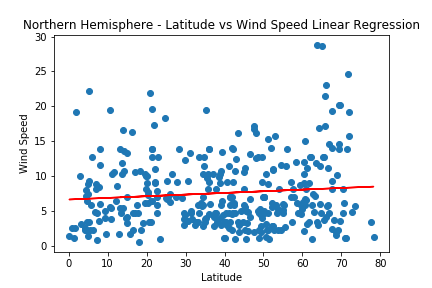 Northern Hemisphere - Latitude vs Wind Speed Linear Regression
30
25
20
15
10
5
0
Wind Speed
0 10 20 30 40 50 60 70 80
Latitude